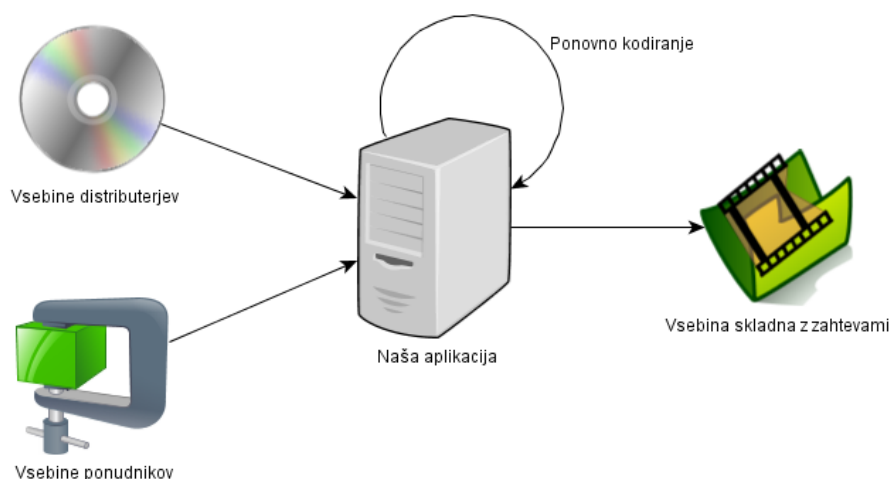 Ponovno kodiranje
Vsebine distributerjev
Vsebina skladna z zahtevami
Naša aplikacija
Vsebine ponudnikov